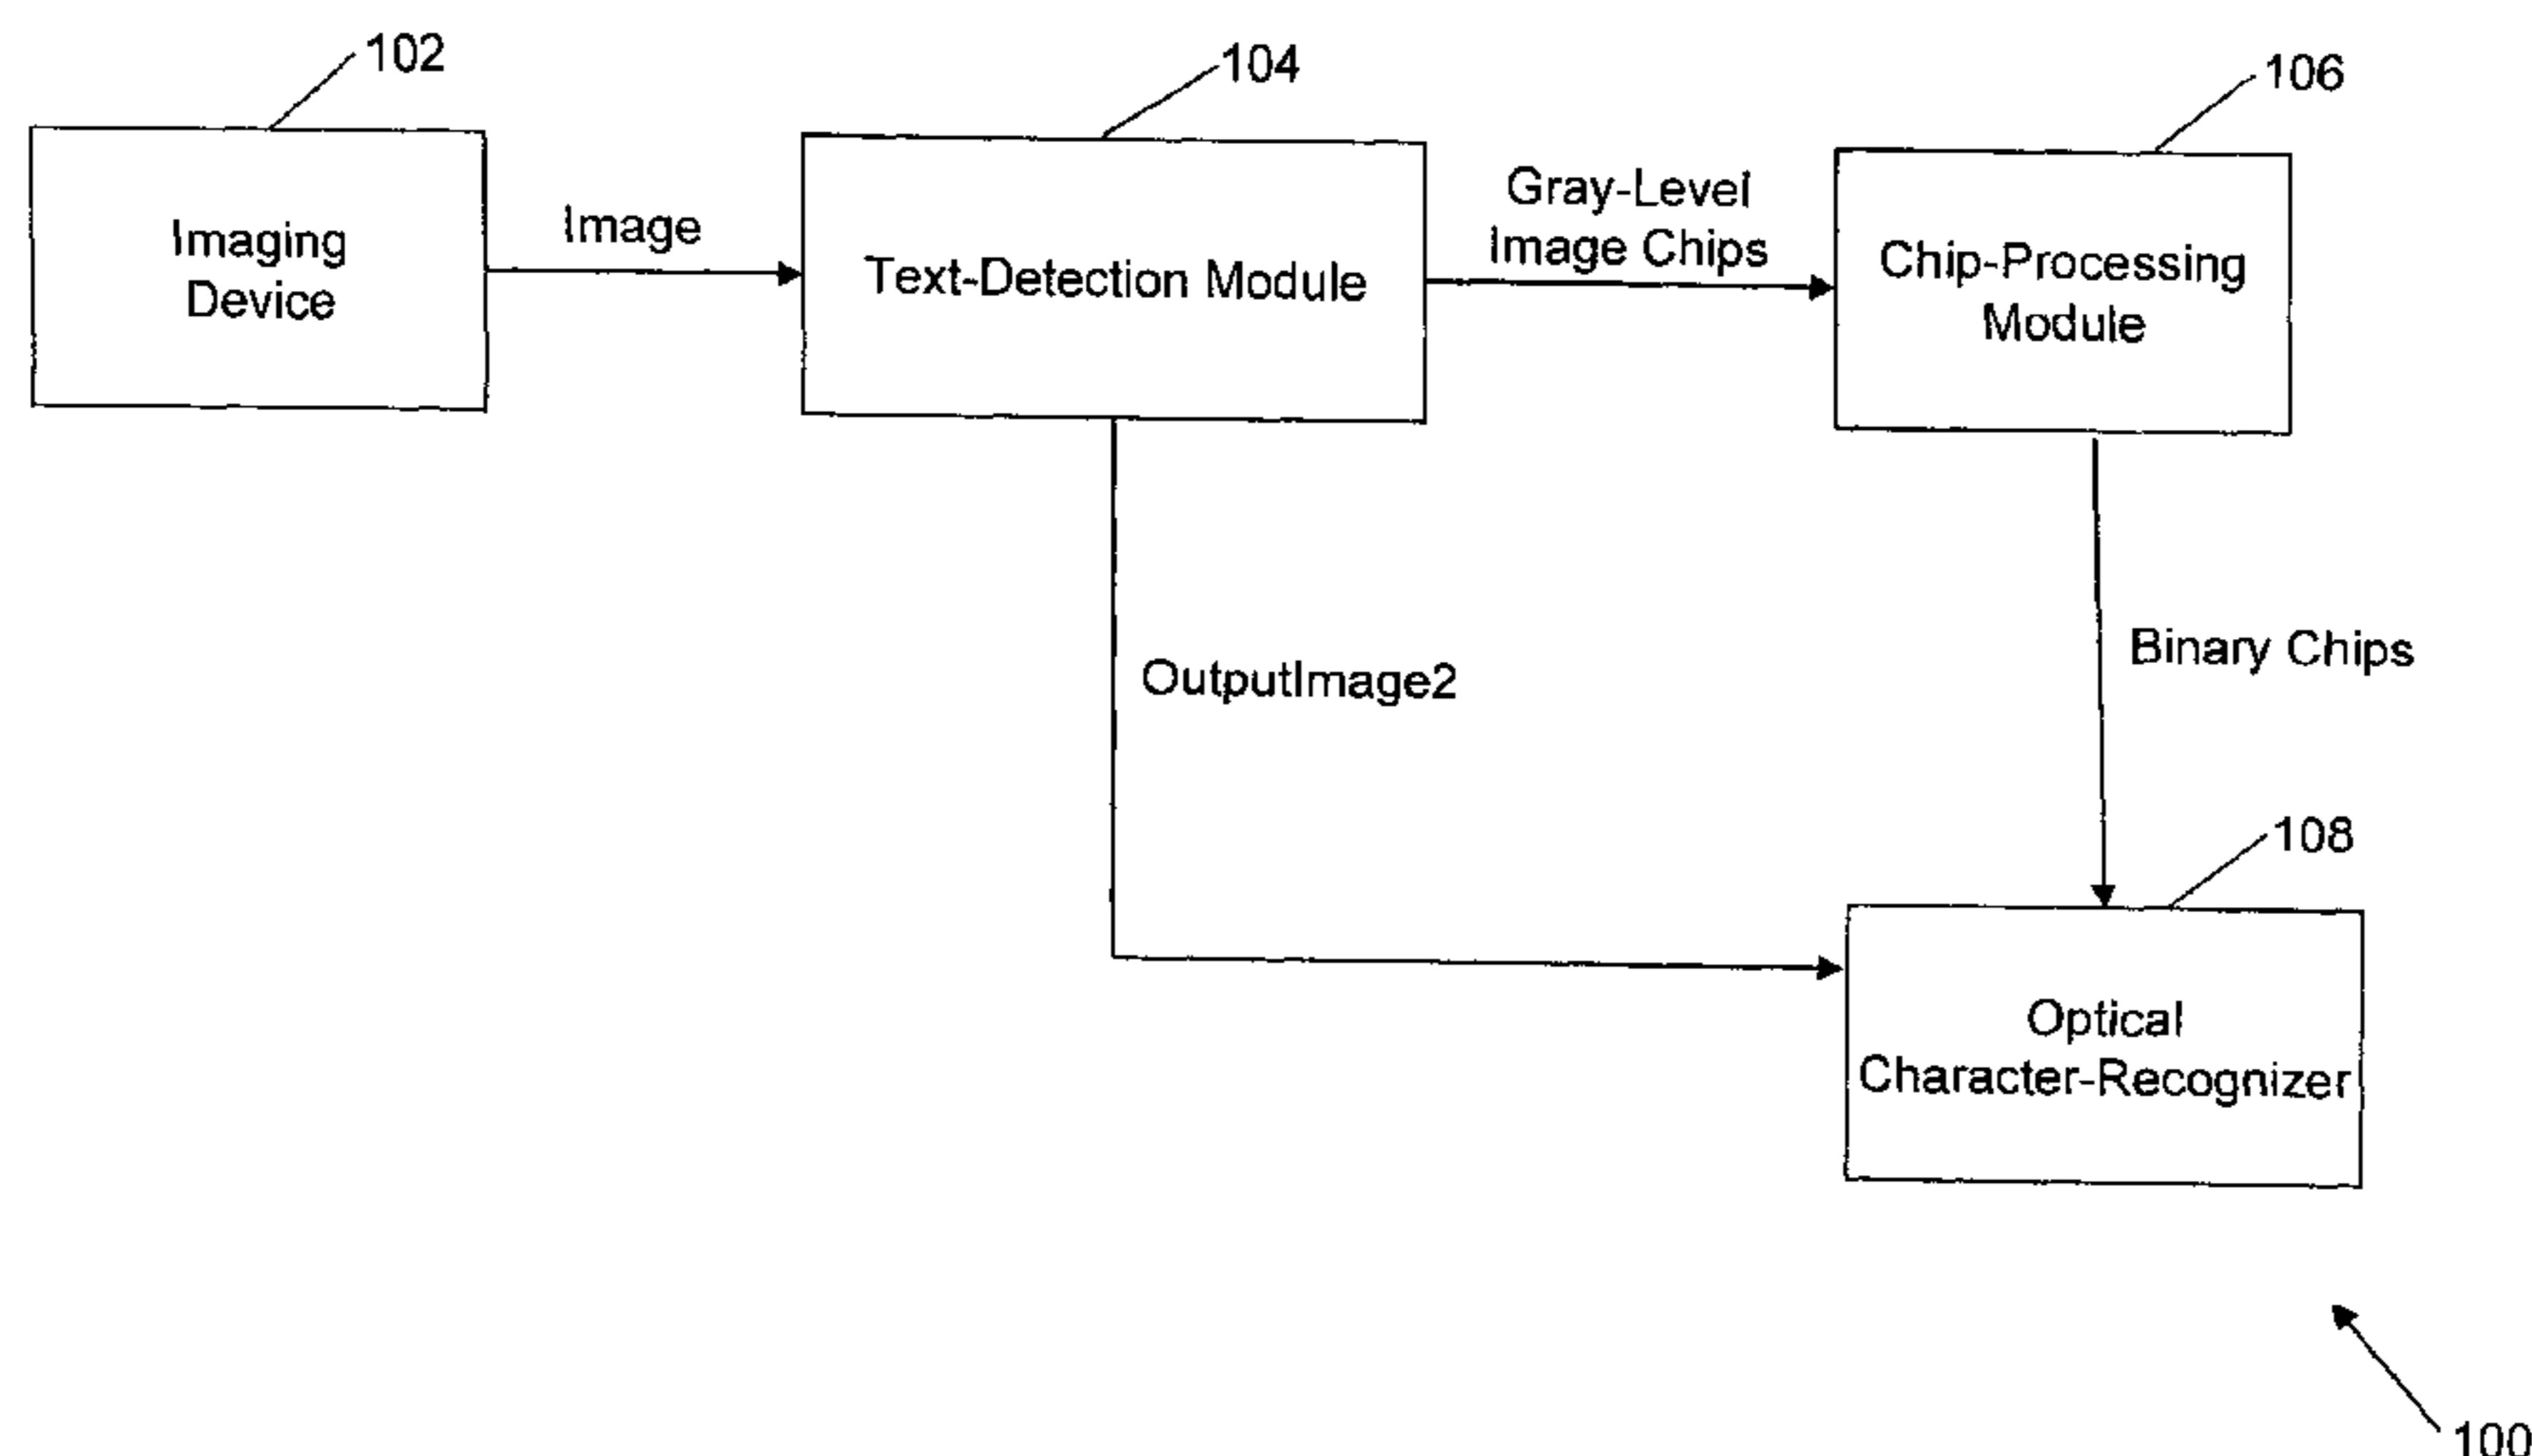 102
104
106
Imaging
Device
Image
Text-Detection Module
Gray-Level
Image Chips
Chip-Processing
Module
OutputImage2
Binary Chips
108
Optical
Character-Recognizer
100